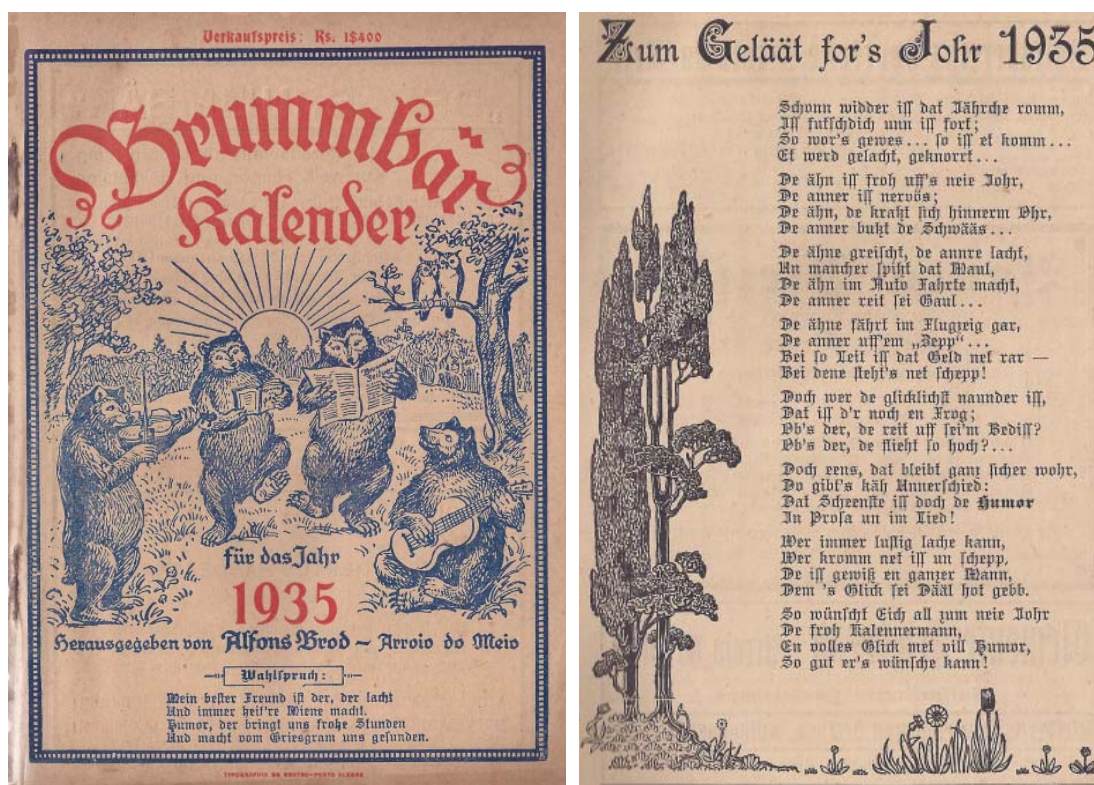 Verkaufspreis: Rs. 1$400
Brummbär
Kalender
für das Jahr
1935
Herausgegeben von Alfons Brod – Arroio do Meio
Wahlspruch:
Mein bester Freund ist der, der lacht
Und immer heit're Miene macht.
Humor, der bringt uns frohe Stunden
Und macht vom Griesgram uns gesunden.
TYPOGRAPHIA DO CENTRO–PORTO ALEGRE
Zum Geläät for's Johr 1935
Schonn widder iss dat Jährche romm,
Iss futschdich unn iss fort;
So wor's gewes... so iss et komm...
Et werd gelacht, geknorrt...
De ähn iss froh uff's neie Johr,
De anner iss nervös;
De ähn, de kratzt sich hinnerm Ohr,
De anner butzt de Schwääs...
De ähne greischt, de annre lacht,
Un mancher spitzt dat Maul,
De ähn im Auto Fahrte macht,
De anner reit sei Gaul...
De ähne fährt im Flugzeig gar,
De anner uff'em „Zepp“...
Bei so Leit iss dat Geld net rar —
Bei dene steht's net schepp!
Doch wer de glicklichst naunder iss,
Dat iss d'r noch en Frog;
Ob's der, de reit uff sei'm Bediss?
Ob's der, de flieht so hoch?...
Doch eens, dat bleibt ganz sicher wohr,
Do gibt's käh Unnerschied:
Dat Scheenste iss doch de Humor
In Prosa un im Lied!
Wer immer lustig lache kann,
Wer kromm net iss un schepp,
De iss gewiß en ganzer Mann,
Dem 's Glick sei Dääl hot gebb.
So wünscht Eich all zum neie Johr
De froh Kalennermann,
En volles Glick met vill Humor,
So gut er's wünsche kann!